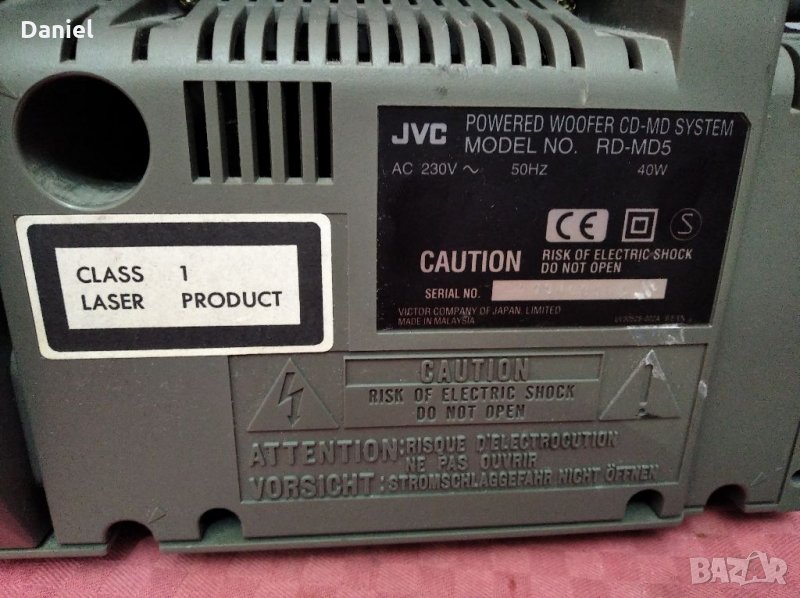 Daniel
JVC POWERED WOOFER CD-MD SYSTEM
MODEL NO. RD-MD5
AC 230V ~ 50HZ 40W
CE S
CAUTION RISK OF ELECTRIC SHOCK
DO NOT OPEN
SERIAL NO.
VICTOR COMPANY OF JAPAN, LIMITED
MADE IN MALAYSIA
CLASS 1
LASER PRODUCT
CAUTION
RISK OF ELECTRIC SHOCK
DO NOT OPEN
ATTENTION: RISQUE D'ELECTROCUTION
NE PAS OUVRIR
VORSICHT: STROMSCHLAGGEFAHR NICHT ÖFFNEN
BAZAR